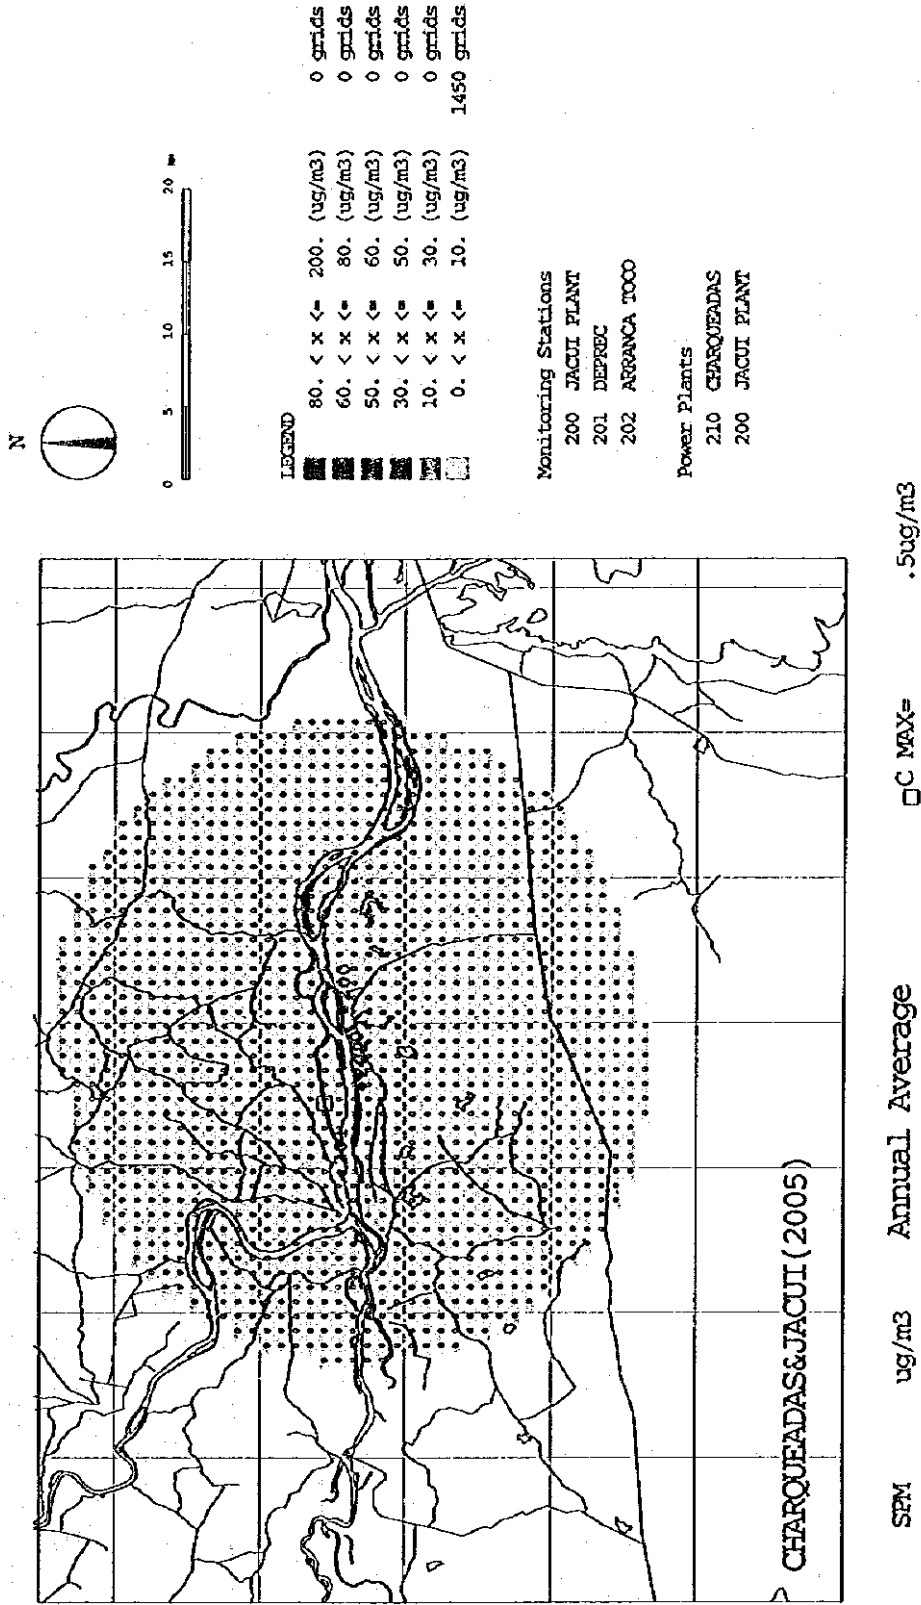 N
0 5 10 15 20
LEGEND
80. < x <= 200. (ug/m3) 0 grids
60. < x <= 80. (ug/m3) 0 grids
50. < x <= 60. (ug/m3) 0 grids
30. < x <= 50. (ug/m3) 0 grids
10. < x <= 30. (ug/m3) 0 grids
0. < x <= 10. (ug/m3) 1450 grids
Monitoring Stations
200 JACUI PLANT
201 DEPREC
202 ARRANCA TOCO
Power Plants
210 CHARQUEADAS
200 JACUI PLANT
CHARQUEADAS&JACUI(2005)
SPM ug/m3 Annual Average C MAX= .5ug/m3